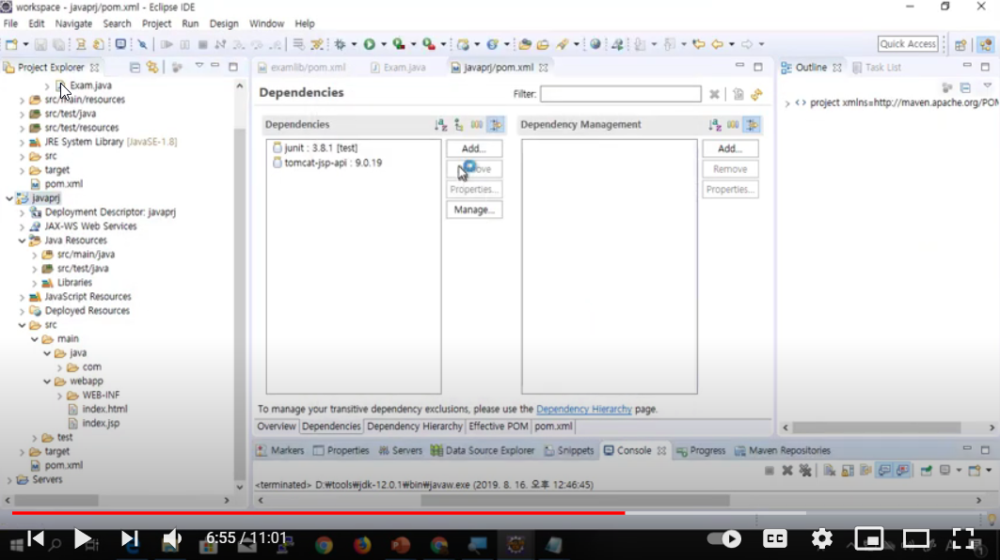 workspace - javaprj/pom.xml - Eclipse IDE
File Edit Navigate Search Project Run Design Window Help
Quick Access
Project Explorer
Exam.java
src/main/resources
src/test/java
src/test/resources
JRE System Library [JavaSE-1.8]
src
target
pom.xml
javaprj
Deployment Descriptor: javaprj
JAX-WS Web Services
Java Resources
src/main/java
src/test/java
Libraries
JavaScript Resources
Deployed Resources
src
main
java
com
webapp
WEB-INF
index.html
index.jsp
test
target
pom.xml
Servers
examlib/pom.xml Exam.java javaprj/pom.xml
Dependencies
Filter:
Dependencies
junit : 3.8.1 [test]
tomcat-jsp-api : 9.0.19
Add...
Properties...
Manage...
Dependency Management
Add...
Remove
Properties...
To manage your transitive dependency exclusions, please use the Dependency Hierarchy page.
Overview Dependencies Dependency Hierarchy Effective POM pom.xml
Outline Task List
project xmlns=http://maven.apache.org/POM
Markers Properties Servers Data Source Explorer Snippets Console Progress Maven Repositories
<terminated> D:₩tools₩jdk-12.0.1₩bin₩javaw.exe (2019. 8. 16. 오후 12:46:45)
6:55 / 11:01
CC